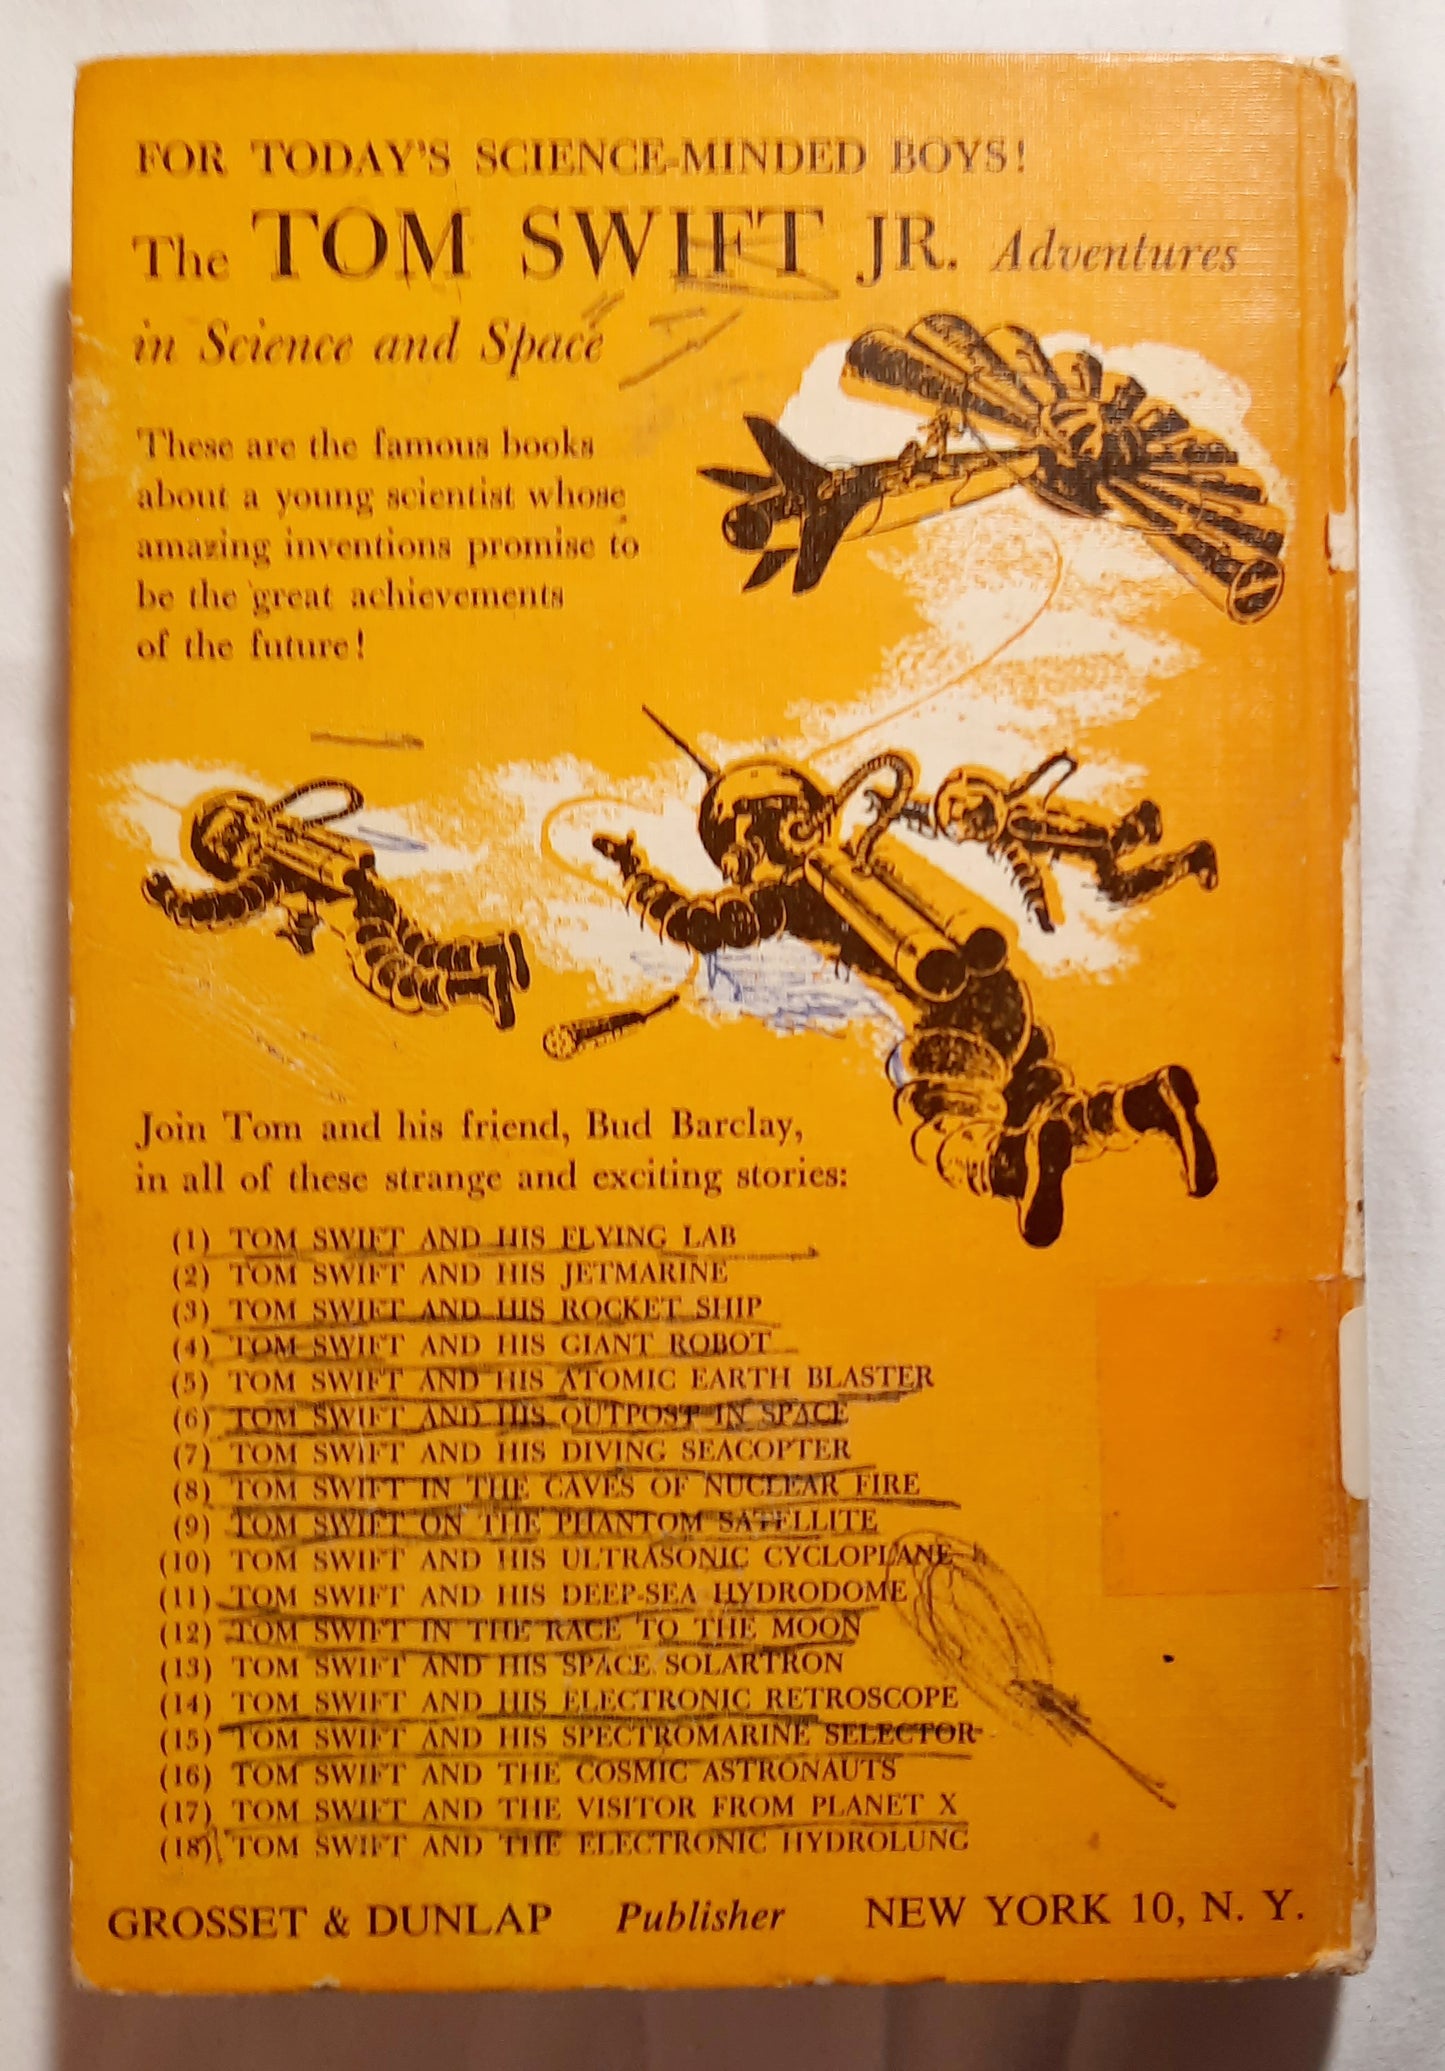 FOR TODAY'S SCIENCE-MINDED BOYS!
The TOM SWIFT JR. Adventures
in Science and Space
These are the famous books
about a young scientist whose
amazing inventions promise to
be the great achievements
of the future!
Join Tom and his friend, Bud Barclay,
in all of these strange and exciting stories:
(1) TOM SWIFT AND HIS FLYING LAB
(2) TOM SWIFT AND HIS JETMARINE
(3) TOM SWIFT AND HIS ROCKET SHIP
(4) TOM SWIFT AND HIS GIANT ROBOT
(5) TOM SWIFT AND HIS ATOMIC EARTH BLASTER
(6) TOM SWIFT AND HIS OUTPOST IN SPACE
(7) TOM SWIFT AND HIS DIVING SEACOPTER
(8) TOM SWIFT IN THE CAVES OF NUCLEAR FIRE
(9) TOM SWIFT ON THE PHANTOM SATELLITE
(10) TOM SWIFT AND HIS ULTRASONIC CYCLOPLANE
(11) TOM SWIFT AND HIS DEEP-SEA HYDRODOME
(12) TOM SWIFT IN THE RACE TO THE MOON
(13) TOM SWIFT AND HIS SPACE SOLARTRON
(14) TOM SWIFT AND HIS ELECTRONIC RETROSCOPE
(15) TOM SWIFT AND HIS SPECTROMARINE SELECTOR
(16) TOM SWIFT AND THE COSMIC ASTRONAUTS
(17) TOM SWIFT AND THE VISITOR FROM PLANET X
(18) TOM SWIFT AND THE ELECTRONIC HYDROLUNG
GROSSET & DUNLAP Publisher NEW YORK 10, N. Y.